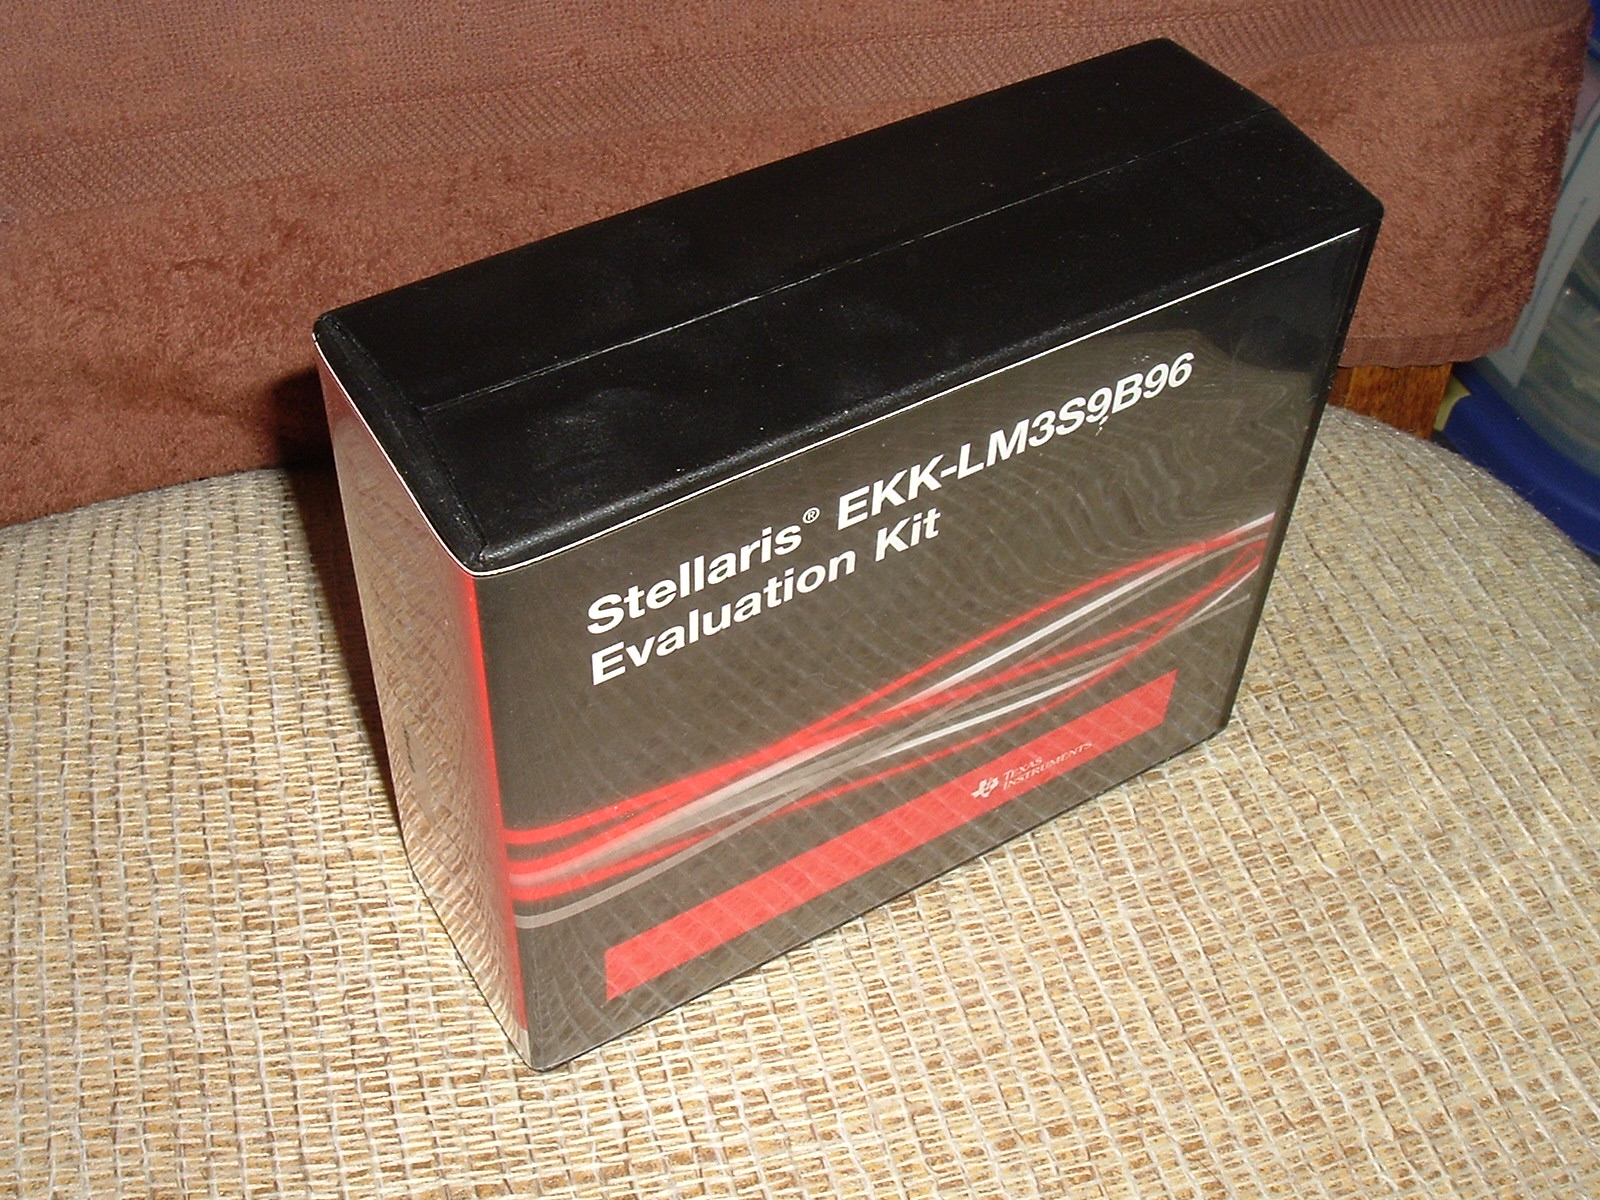 Stellaris® EKK-LM3S9B96
Evaluation Kit
TEXAS
INSTRUMENTS